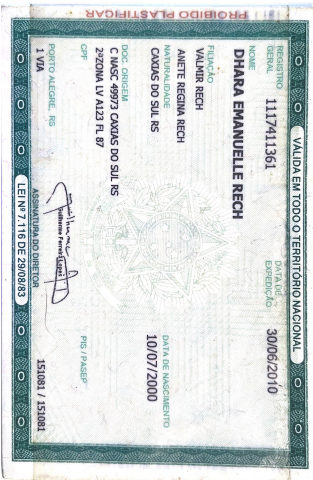 PROIBIDO PLASTIFICAR
VÁLIDA EM TODO O TERRITÓRIO NACIONAL
REGISTRO GERAL 1117411361 DATA DE EXPEDIÇÃO 30/06/2010
NOME
DHARA EMANUELLE RECH
FILIAÇÃO
VALMIR RECH
ANETE REGINA RECH
NATURALIDADE DATA DE NASCIMENTO
CAXIAS DO SUL RS 10/07/2000
DOC. ORIGEM
C NASC 49973 CAXIAS DO SUL RS
2ªZONA LV A123 FL 87
CPF PIS / PASEP
PORTO ALEGRE, RS
1 VIA
Guilherme Ferreira Lopes
151081 / 151081
ASSINATURA DO DIRETOR
LEI Nº 7.116 DE 29/08/83